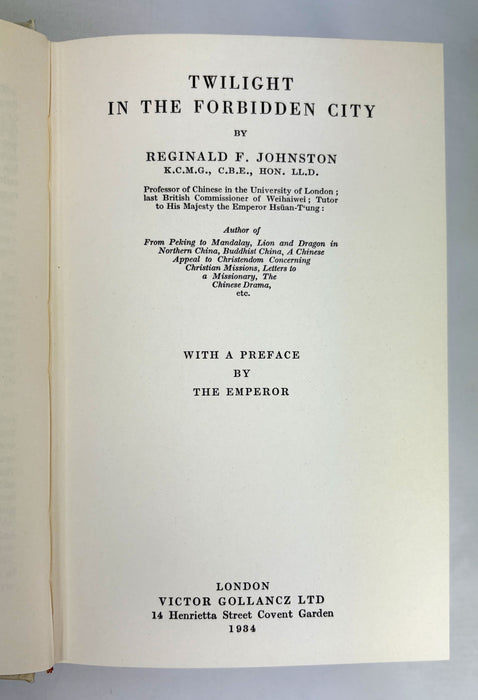 TWILIGHT
IN THE FORBIDDEN CITY
BY
REGINALD F. JOHNSTON
K.C.M.G., C.B.E., HON. LL.D.
Professor of Chinese in the University of London ;
last British Commissioner of Weihaiwei ; Tutor
to His Majesty the Emperor Hsüan-T'ung :
Author of
From Peking to Mandalay, Lion and Dragon in
Northern China, Buddhist China, A Chinese
Appeal to Christendom Concerning
Christian Missions, Letters to
a Missionary, The
Chinese Drama,
etc.
WITH A PREFACE
BY
THE EMPEROR
LONDON
VICTOR GOLLANCZ LTD
14 Henrietta Street Covent Garden
1934